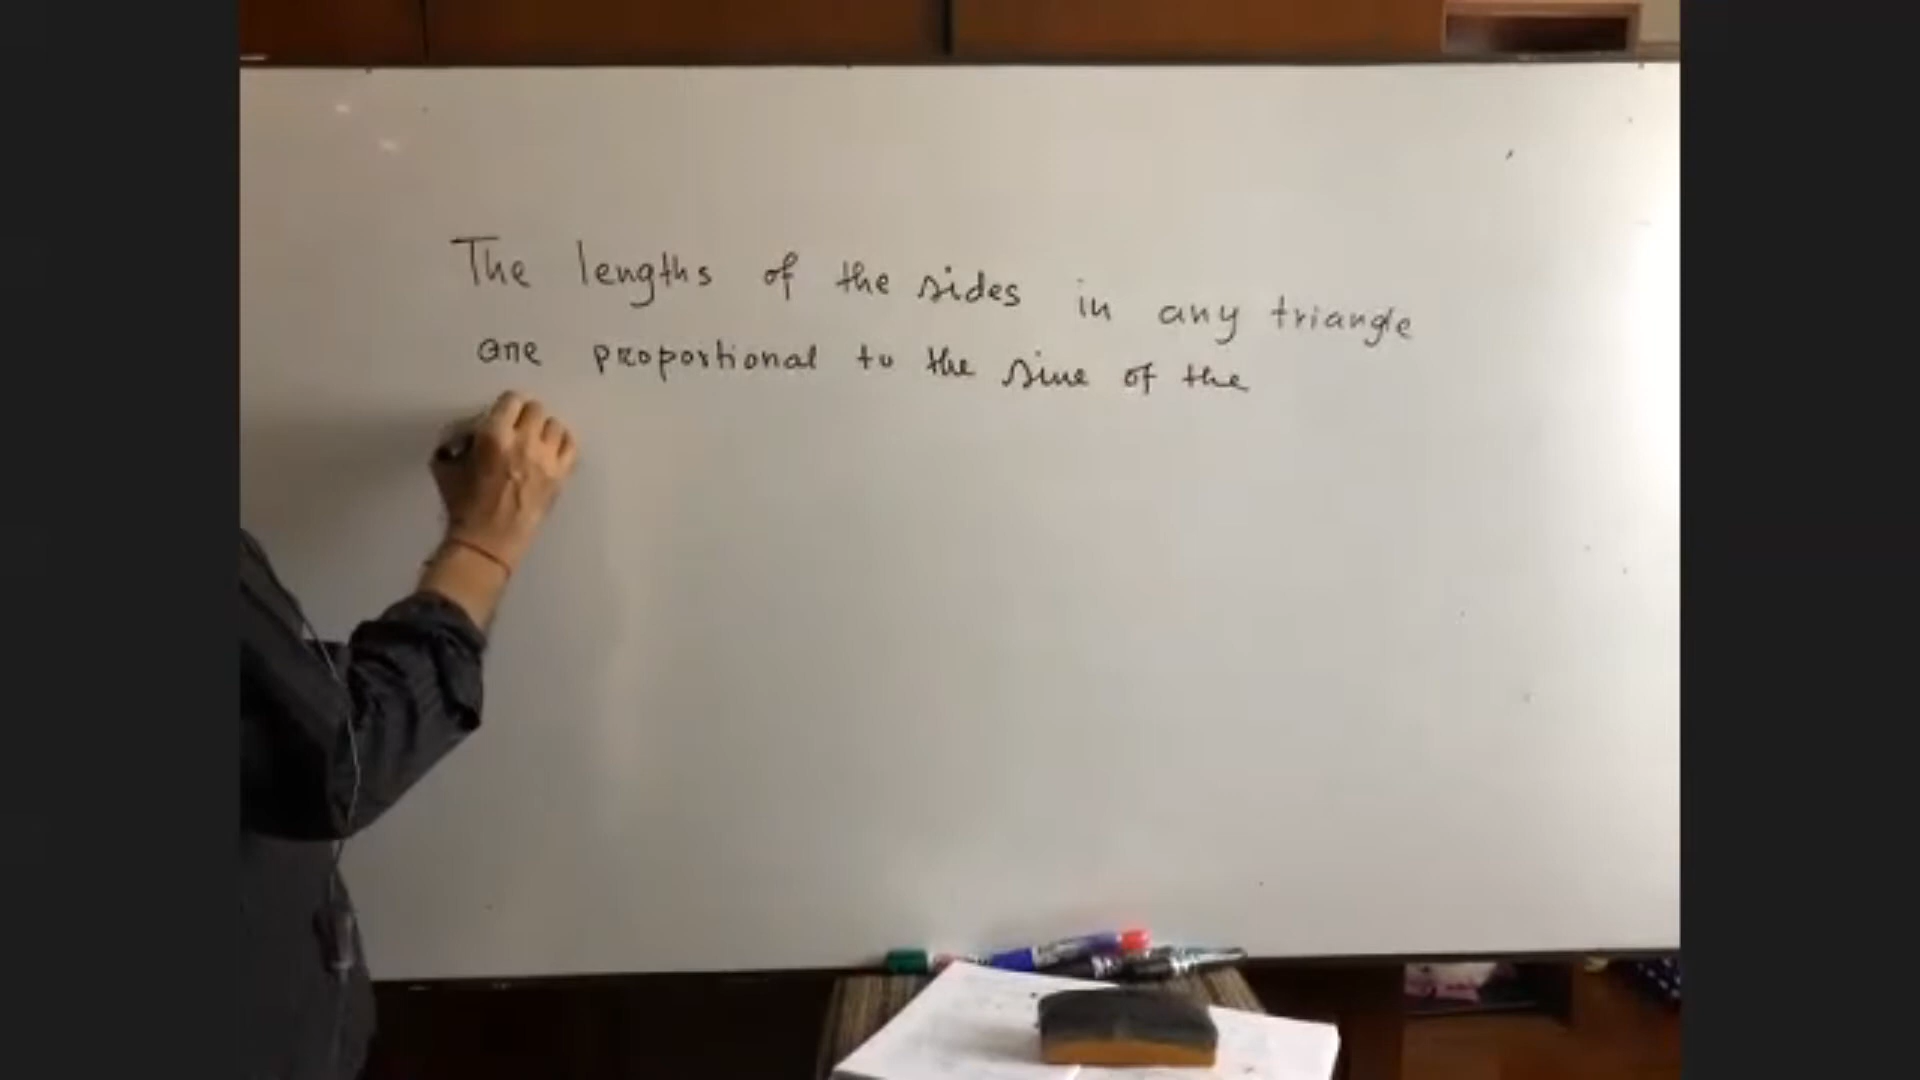 The lengths of the sides in any triangle
are proportional to the sine of the